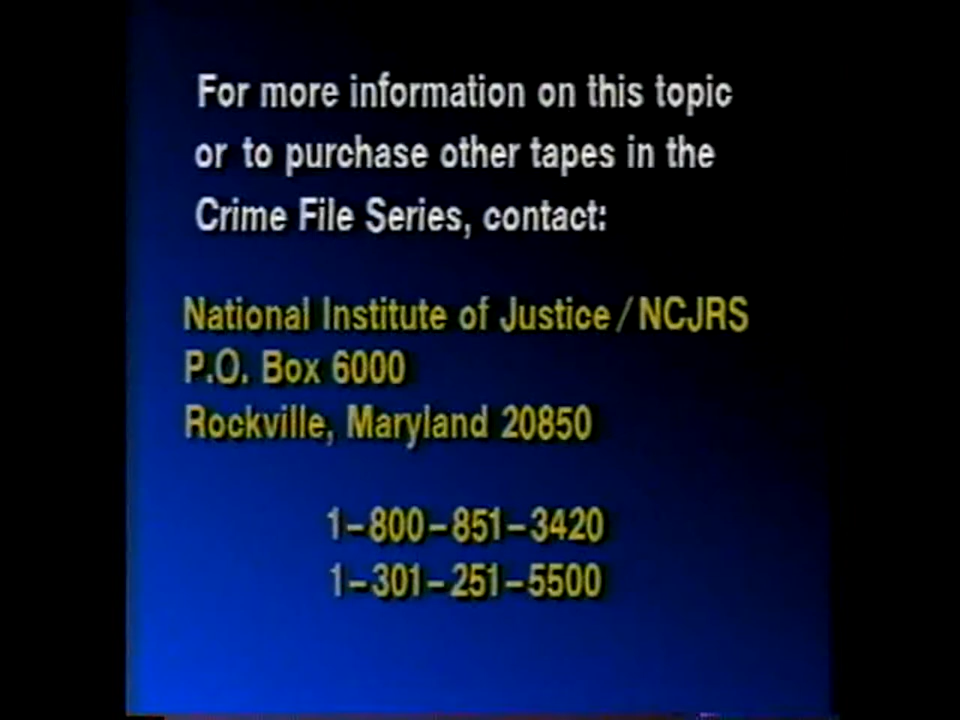 For more information on this topic
or to purchase other tapes in the
Crime File Series, contact:
National Institute of Justice / NCJRS
P.O. Box 6000
Rockville, Maryland 20850
1-800-851-3420
1-301-251-5500